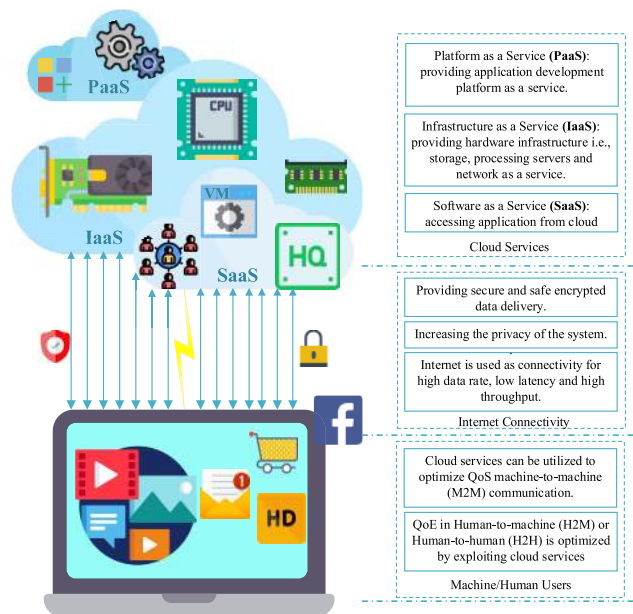 PaaS
CPU
VM
IaaS
SaaS
HQ
f
1
HD
Platform as a Service (PaaS):
providing application development
platform as a service.
Infrastructure as a Service (IaaS):
providing hardware infrastructure i.e.,
storage, processing servers and
network as a service.
Software as a Service (SaaS):
accessing application from cloud
Cloud Services
Providing secure and safe encrypted
data delivery.
Increasing the privacy of the system.
Internet is used as connectivity for
high data rate, low latency and high
throughput.
Internet Connectivity
Cloud services can be utilized to
optimize QoS machine-to-machine
(M2M) communication.
QoE in Human-to-machine (H2M) or
Human-to-human (H2H) is optimized
by exploiting cloud services
Machine/Human Users